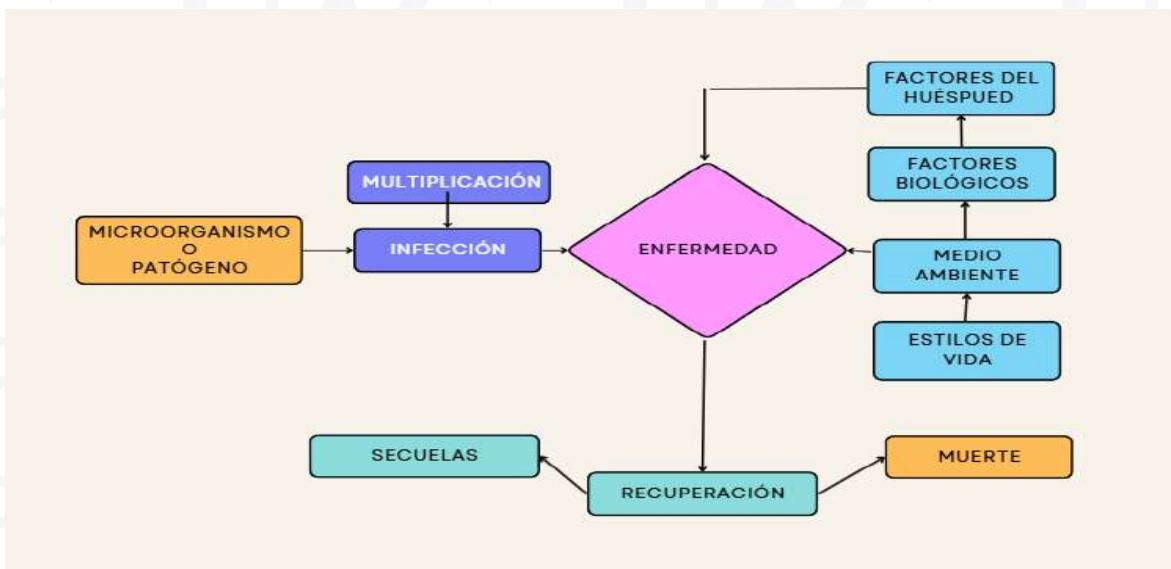 FACTORES DEL
HUÉSPUED
MULTIPLICACIÓN
FACTORES
BIOLÓGICOS
MICROORGANISMO
O
PATÓGENO
INFECCIÓN
ENFERMEDAD
MEDIO
AMBIENTE
ESTILOS DE
VIDA
SECUELAS
MUERTE
RECUPERACIÓN